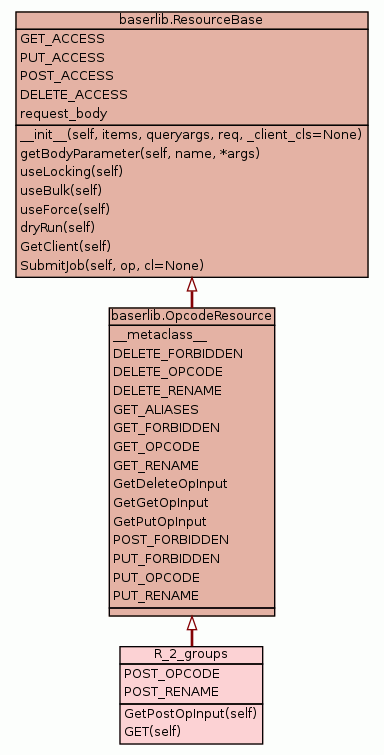 baserlib.ResourceBase
GET_ACCESS
PUT_ACCESS
POST_ACCESS
DELETE_ACCESS
request_body
__init__(self, items, queryargs, req, _client_cls=None)
getBodyParameter(self, name, *args)
useLocking(self)
useBulk(self)
useForce(self)
dryRun(self)
GetClient(self)
SubmitJob(self, op, cl=None)
baserlib.OpcodeResource
__metaclass__
DELETE_FORBIDDEN
DELETE_OPCODE
DELETE_RENAME
GET_ALIASES
GET_FORBIDDEN
GET_OPCODE
GET_RENAME
GetDeleteOpInput
GetGetOpInput
GetPutOpInput
POST_FORBIDDEN
PUT_FORBIDDEN
PUT_OPCODE
PUT_RENAME
R_2_groups
POST_OPCODE
POST_RENAME
GetPostOpInput(self)
GET(self)